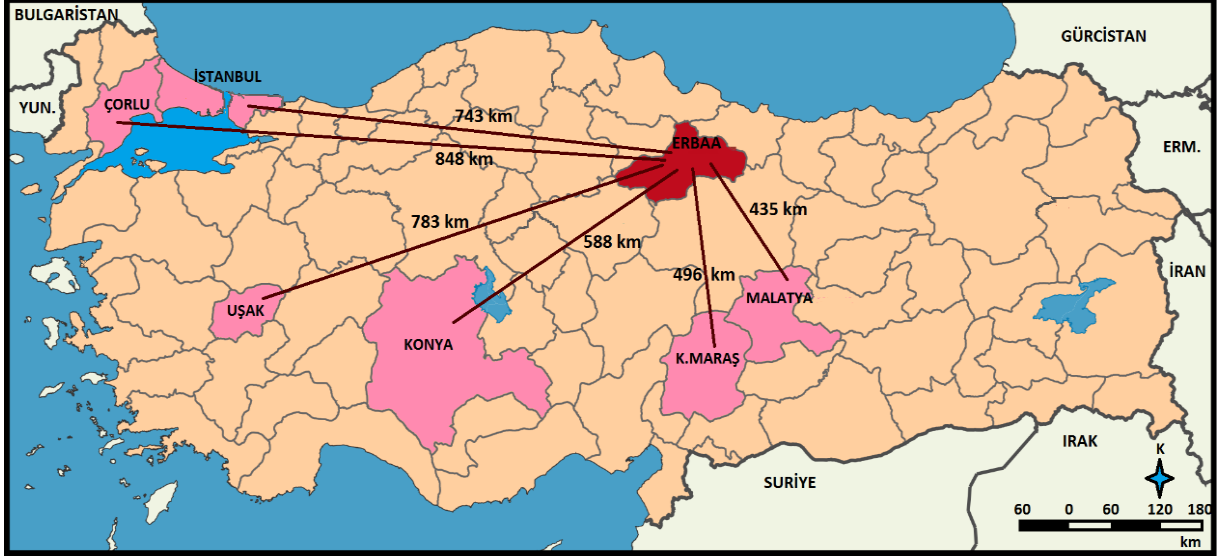 BULGARİSTAN
GÜRCİSTAN
İSTANBUL
YUN.
ÇORLU
743 km
ERBAA
ERM.
848 km
435 km
783 km
588 km
496 km
İRAN
MALATYA
UŞAK
KONYA
K.MARAŞ
IRAK
K
SURİYE
60 0 60 120 180
km